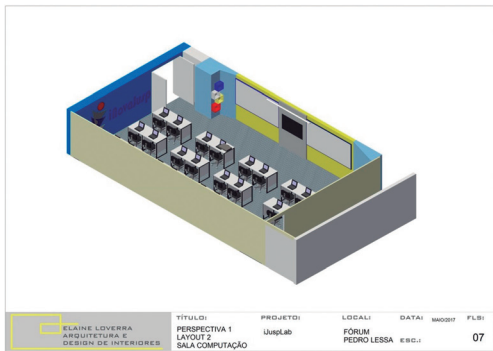 iJuspLab
ELAINE LOVERRA
ARQUITETURA E
DESIGN DE INTERIORES
TÍTULO:
PERSPECTIVA 1
LAYOUT 2
SALA COMPUTAÇÃO
PROJETO:
iJuspLab
LOCAL:
FÓRUM
PEDRO LESSA
DATA: MAIO/2017
ESC.:
FLS:
07